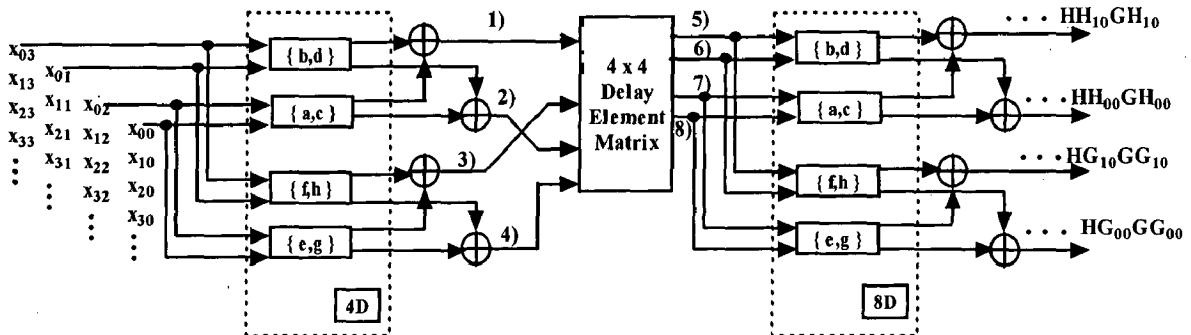 x03
x13
x23
x33
x01
x11
x21
x31
x02
x12
x22
x32
x00
x10
x20
x30
{ b,d }
{ a,c }
{ f,h }
{ e,g }
4D
1)
2)
3)
4)
4 x 4
Delay
Element
Matrix
5)
6)
7)
8)
{ b,d }
{ a,c }
{ f,h }
{ e,g }
8D
· · · HH10GH10
· · · HH00GH00
· · · HG10GG10
· · · HG00GG00